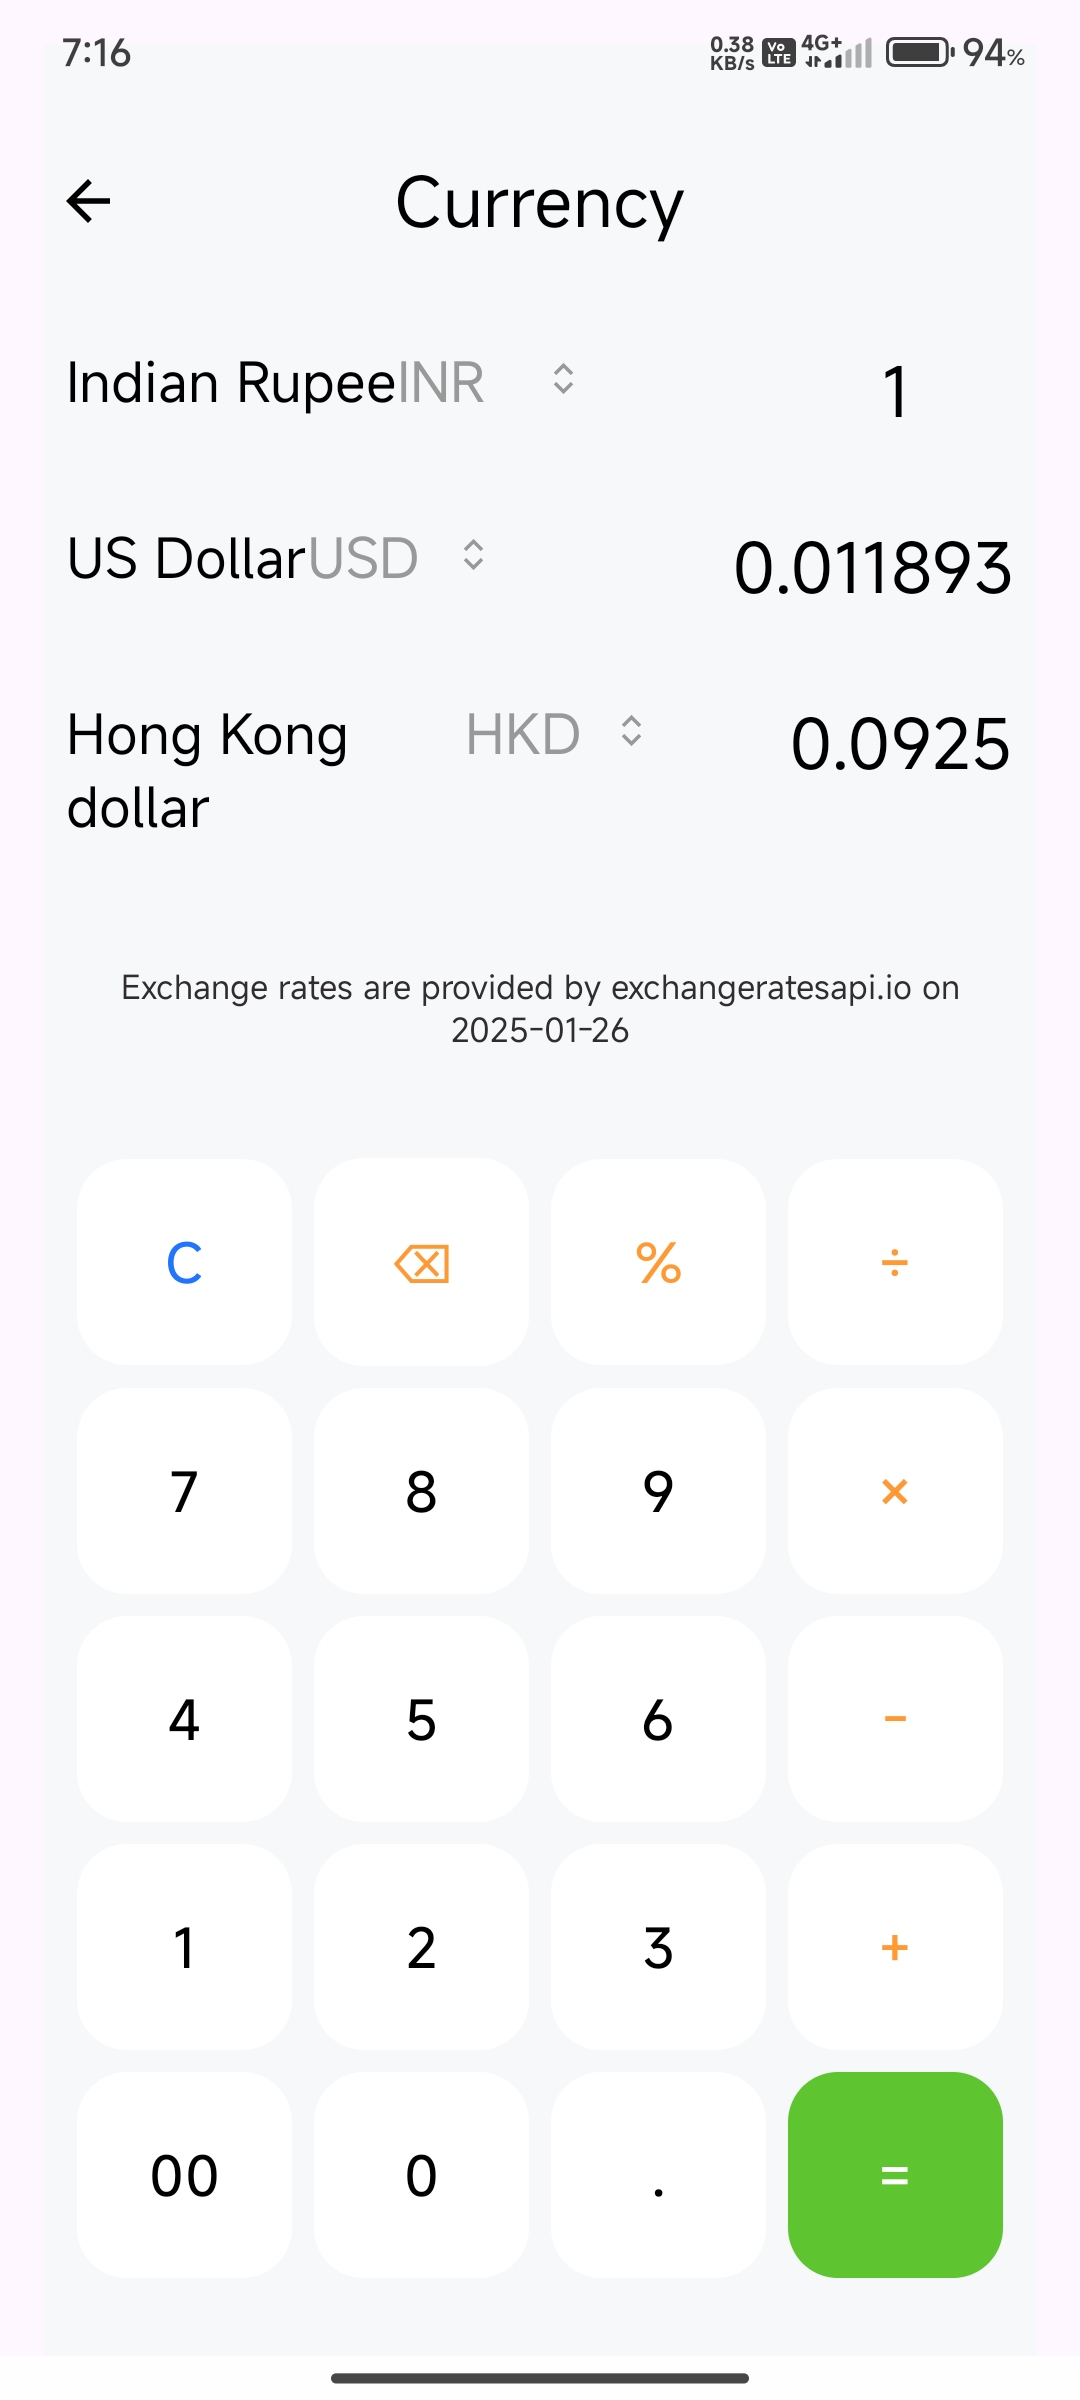 7:16 0.38 KB/s Vo LTE 4G+ 94%
Currency
Indian Rupee INR 1
US Dollar USD 0.011893
Hong Kong HKD 0.0925
dollar
Exchange rates are provided by exchangeratesapi.io on
2025-01-26
C % ÷
7 8 9 ×
4 5 6 −
1 2 3 +
00 0 . =